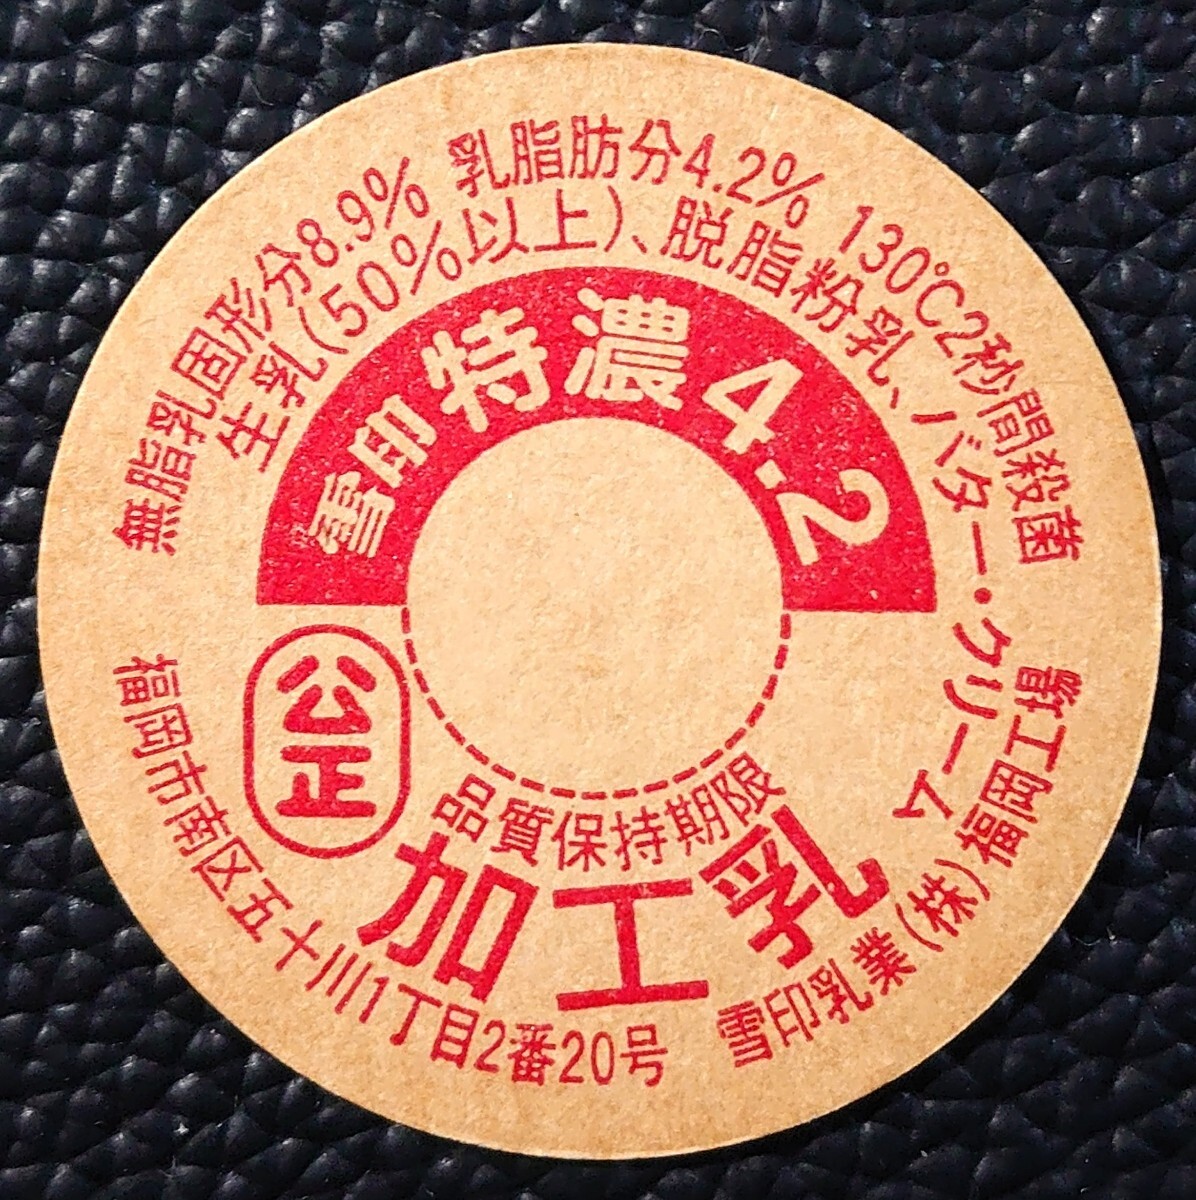 無脂乳固形分8.9% 乳脂肪分4.2% 130℃2秒間殺菌
生乳(50%以上)、脱脂粉乳、バター・クリーム
雪印特濃4.2
公正
品質保持期限
加工乳
福岡市南区五十川1丁目2番20号 雪印乳業(株)福岡工場